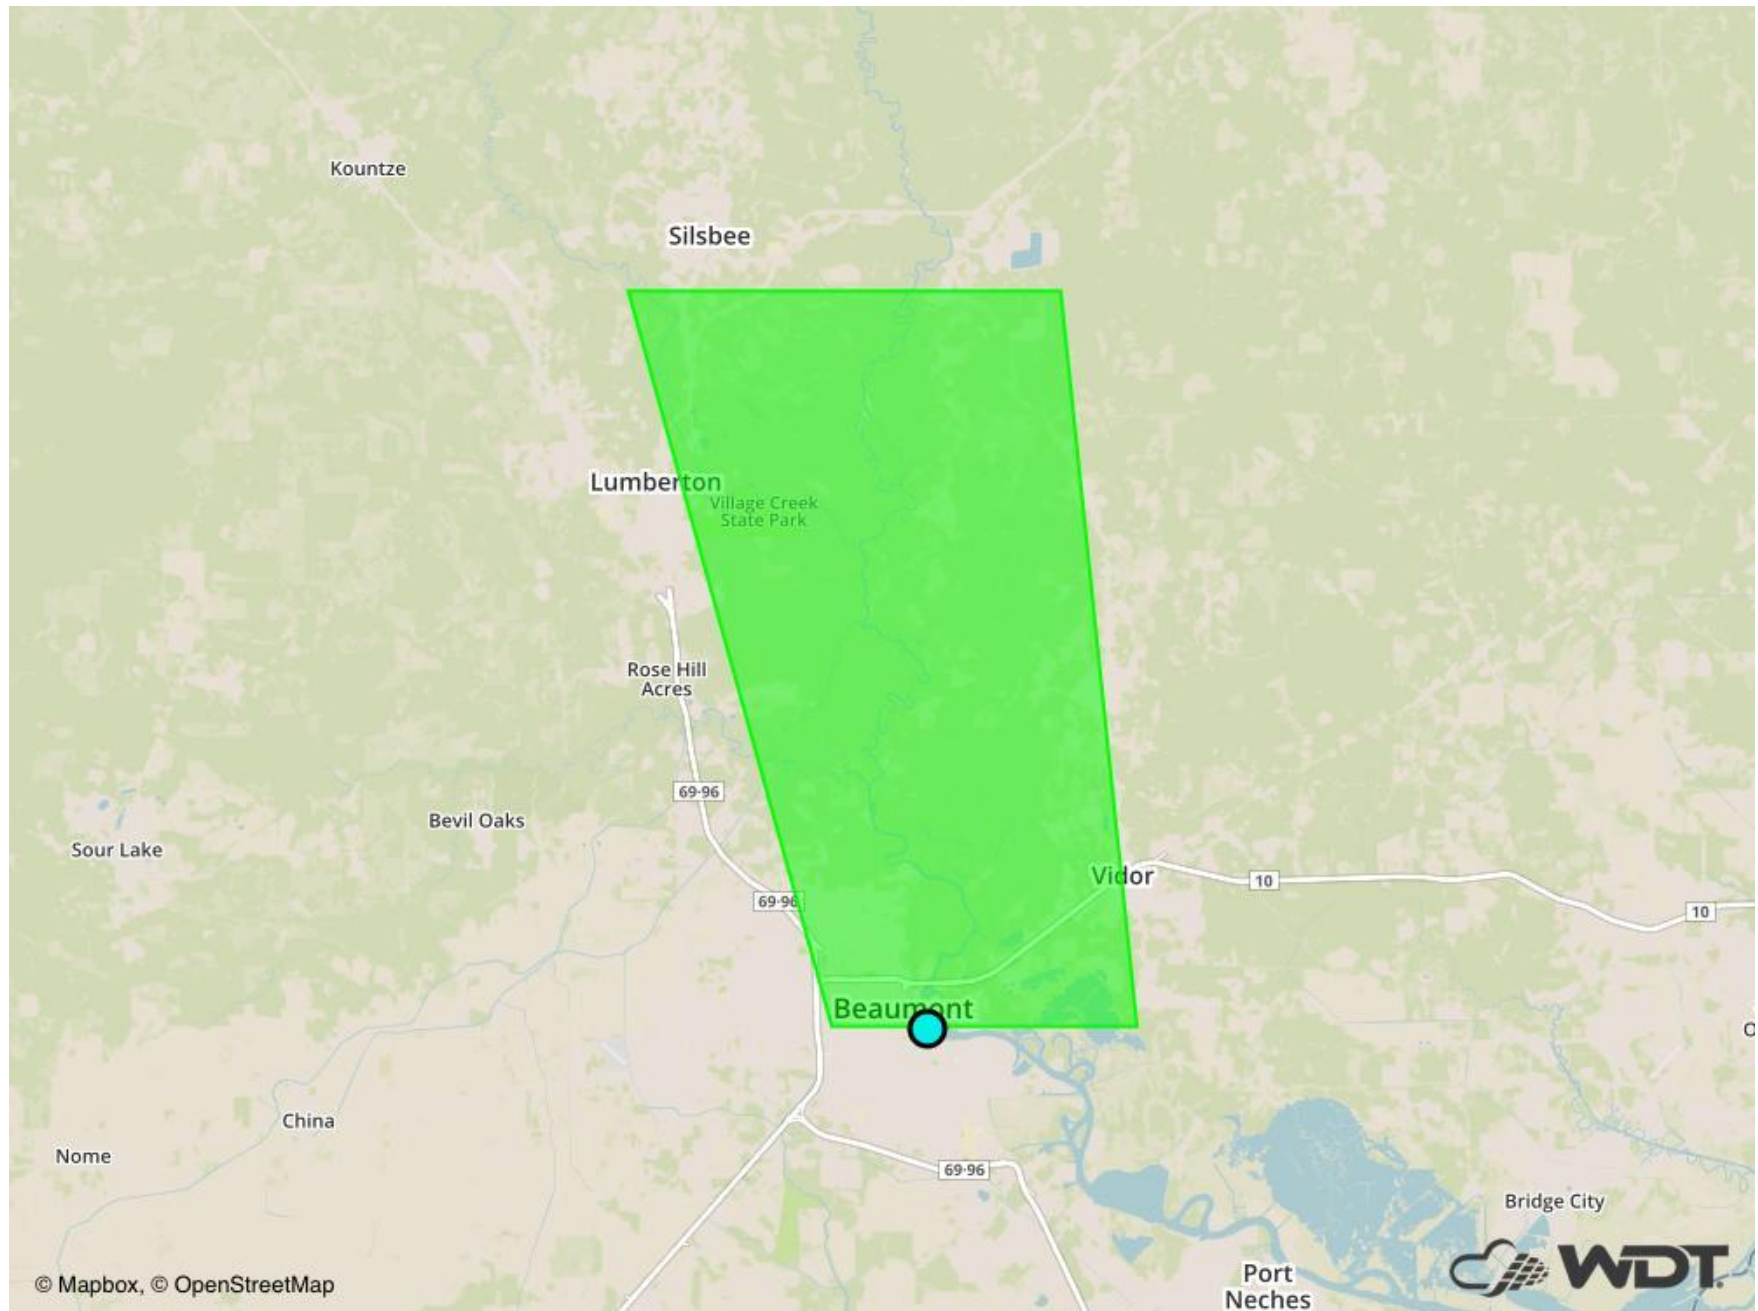 Kountze
Silsbee
Lumberton
Village Creek
State Park
Rose Hill
Acres
69-96
Bevil Oaks
Sour Lake
Vidor
10
69-96
10
Beaumont
O
China
Nome
69-96
Bridge City
Port
Neches
© Mapbox, © OpenStreetMap
WDT.